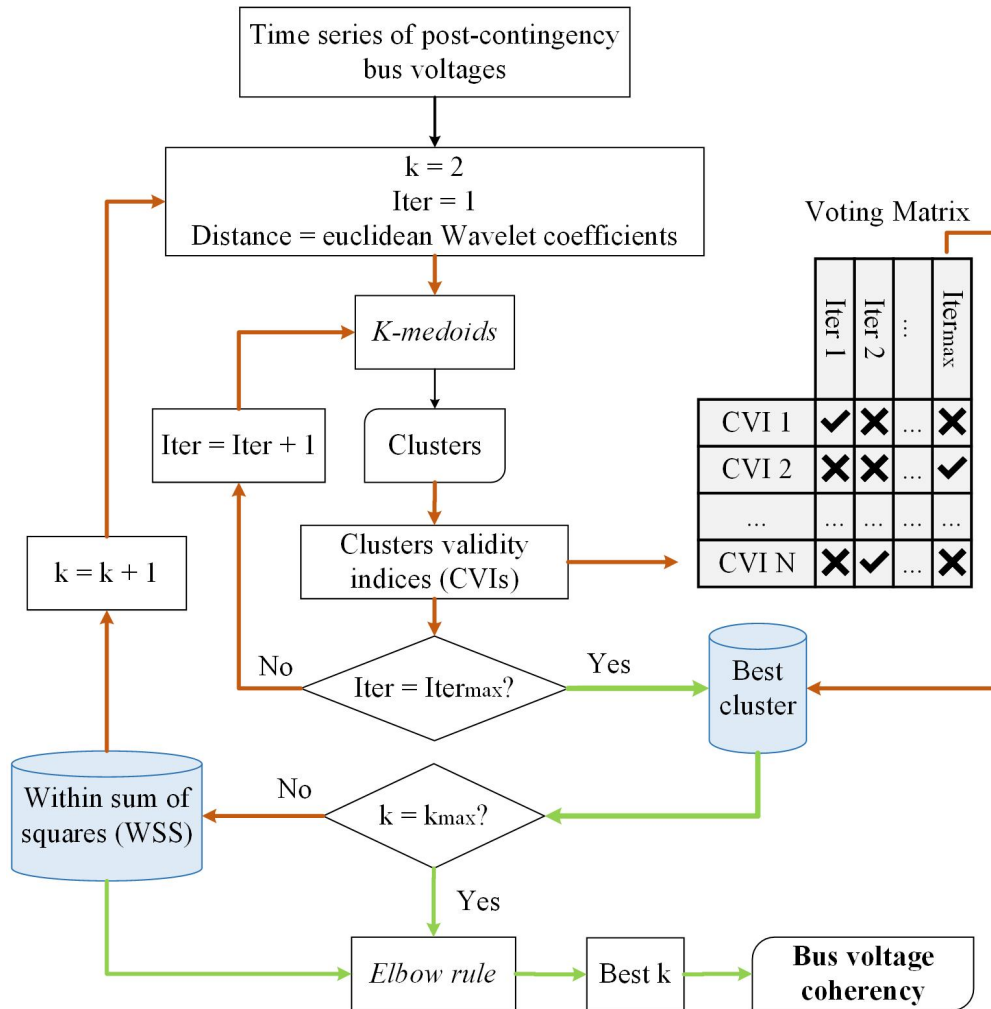 Time series of post-contingency
bus voltages
k = 2
Iter = 1
Distance = euclidean Wavelet coefficients
Voting Matrix
Iter 1
Iter 2
...
Itermax
K-medoids
Iter = Iter + 1
Clusters
CVI 1
...
CVI 2
...
... ... ... ... ...
CVI N
...
Clusters validity
indices (CVIs)
k = k + 1
No
Iter = Itermax?
Yes
Best
cluster
Within sum of
squares (WSS)
No
k = kmax?
Yes
Elbow rule
Best k
Bus voltage
coherency